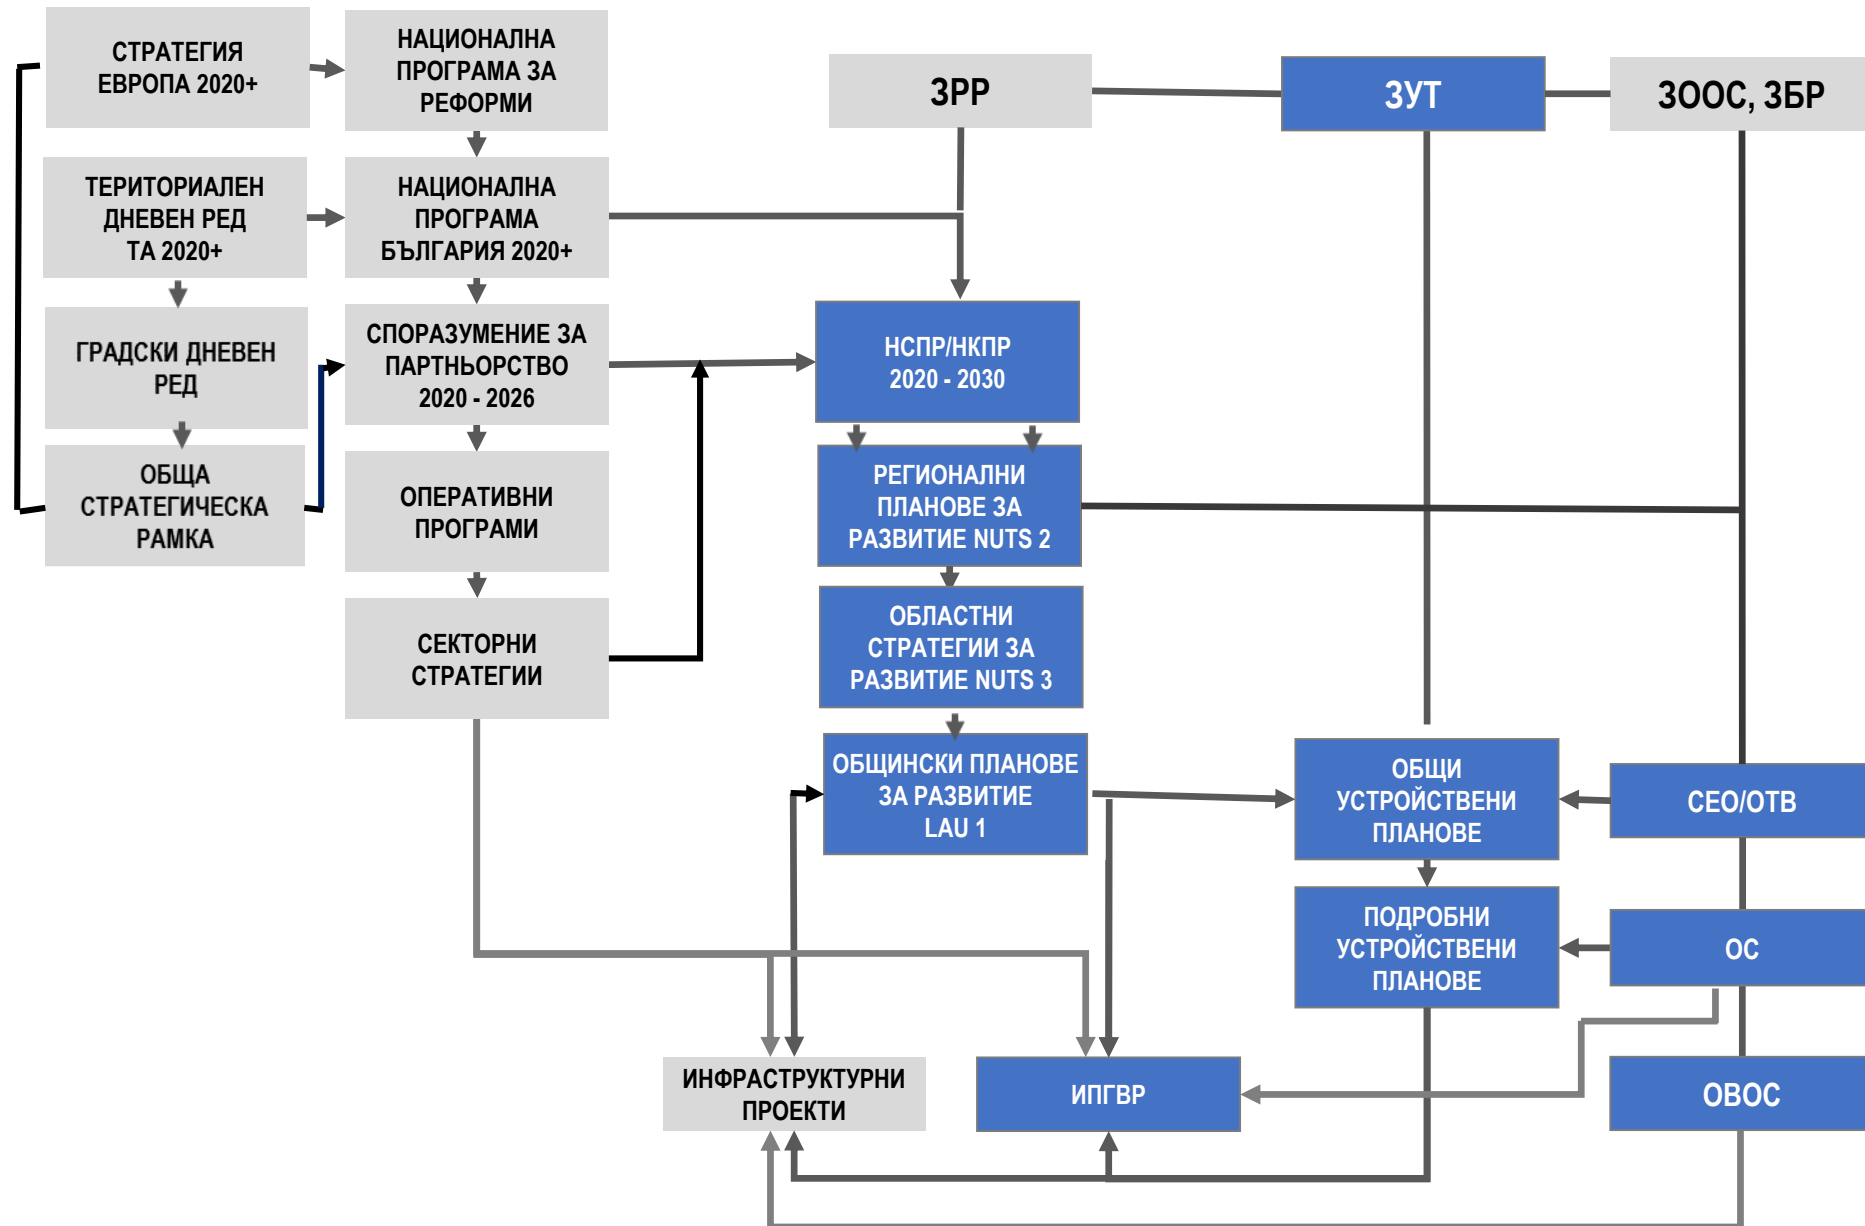 СТРАТЕГИЯ
ЕВРОПА 2020+
НАЦИОНАЛНА
ПРОГРАМА ЗА
РЕФОРМИ
ЗРР
ЗУТ
ЗООС, ЗБР
ТЕРИТОРИАЛЕН
ДНЕВЕН РЕД
ТА 2020+
НАЦИОНАЛНА
ПРОГРАМА
БЪЛГАРИЯ 2020+
ГРАДСКИ ДНЕВЕН
РЕД
СПОРАЗУМЕНИЕ ЗА
ПАРТНЬОРСТВО
2020 - 2026
НСПР/НКПР
2020 - 2030
ОБЩА
СТРАТЕГИЧЕСКА
РАМКА
ОПЕРАТИВНИ
ПРОГРАМИ
РЕГИОНАЛНИ
ПЛАНОВЕ ЗА
РАЗВИТИЕ NUTS 2
СЕКТОРНИ
СТРАТЕГИИ
ОБЛАСТНИ
СТРАТЕГИИ ЗА
РАЗВИТИЕ NUTS 3
ОБЩИНСКИ ПЛАНОВЕ
ЗА РАЗВИТИЕ
LAU 1
ОБЩИ
УСТРОЙСТВЕНИ
ПЛАНОВЕ
СЕО/ОТВ
ПОДРОБНИ
УСТРОЙСТВЕНИ
ПЛАНОВЕ
ОС
ИНФРАСТРУКТУРНИ
ПРОЕКТИ
ИПГВР
ОВОС